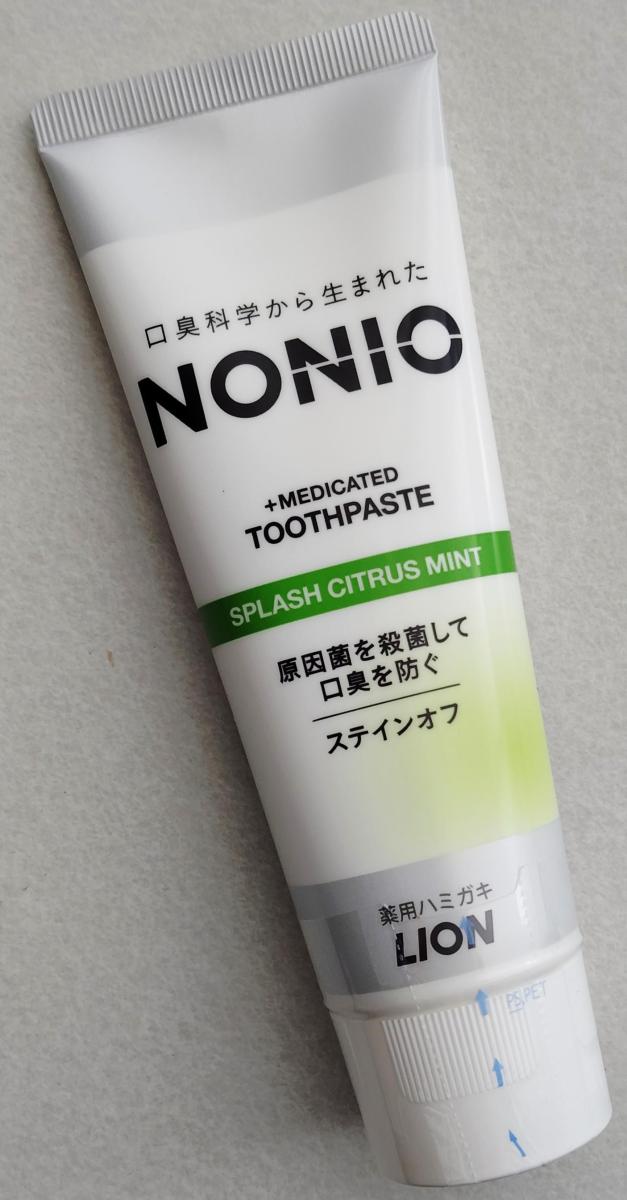 口臭科学から生まれた
NONIO
+MEDICATED
TOOTHPASTE
SPLASH CITRUS MINT
原因菌を殺菌して
口臭を防ぐ
ステインオフ
薬用ハミガキ
LION
PS,PET